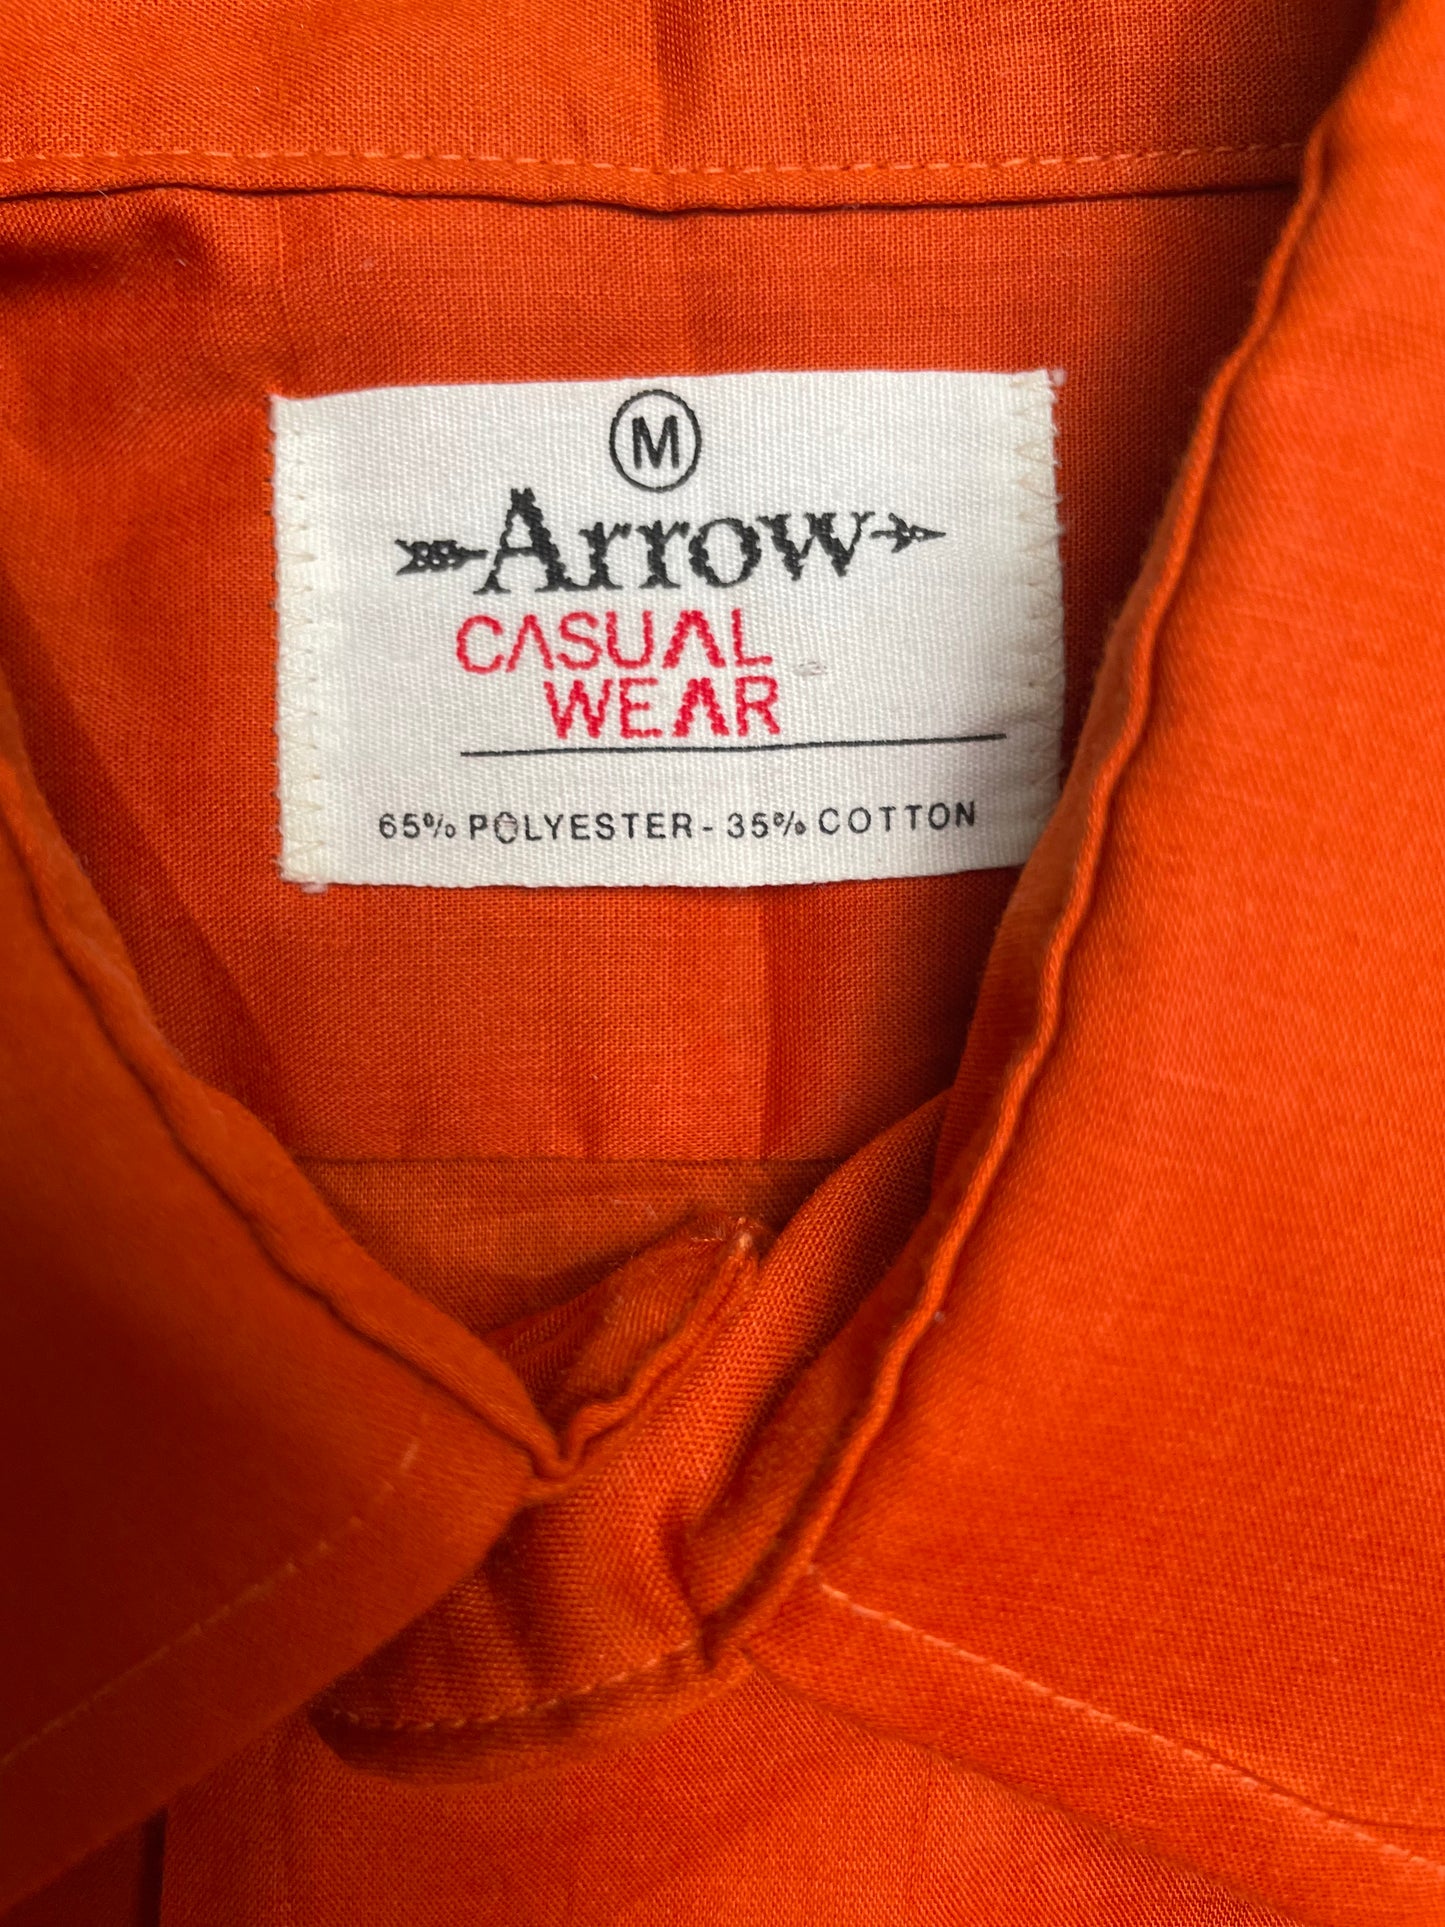 M
Arrow
CASUAL
WEAR
65% POLYESTER - 35% COTTON